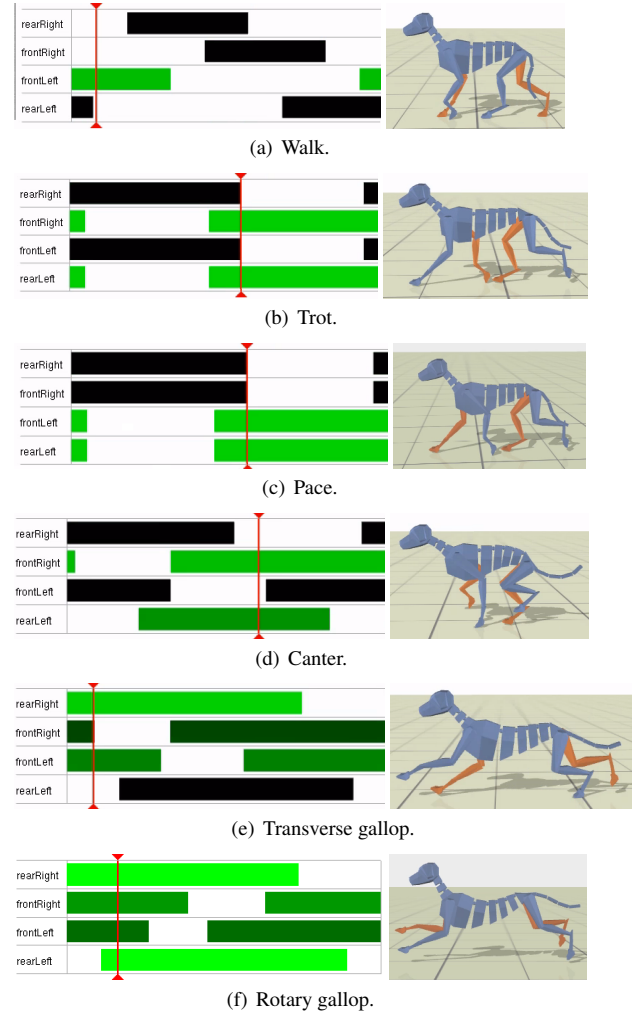 rearRight
frontRight
frontLeft
rearLeft
(a) Walk.
rearRight
frontRight
frontLeft
rearLeft
(b) Trot.
rearRight
frontRight
frontLeft
rearLeft
(c) Pace.
rearRight
frontRight
frontLeft
rearLeft
(d) Canter.
rearRight
frontRight
frontLeft
rearLeft
(e) Transverse gallop.
rearRight
frontRight
frontLeft
rearLeft
(f) Rotary gallop.